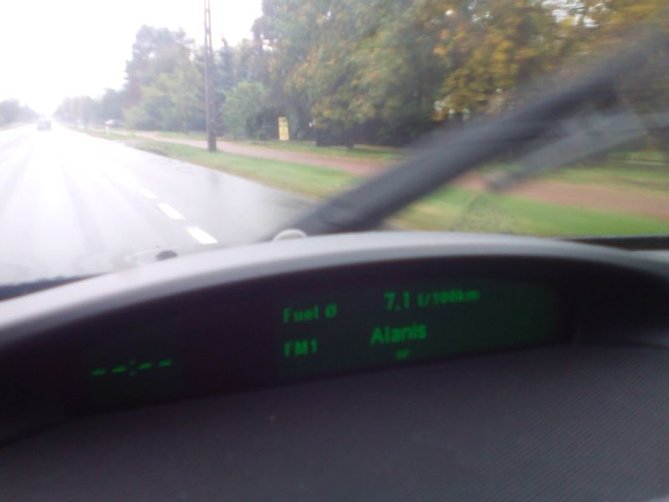 Fuel Ø 7,1 l/100km
FM1 Alanis
--:--